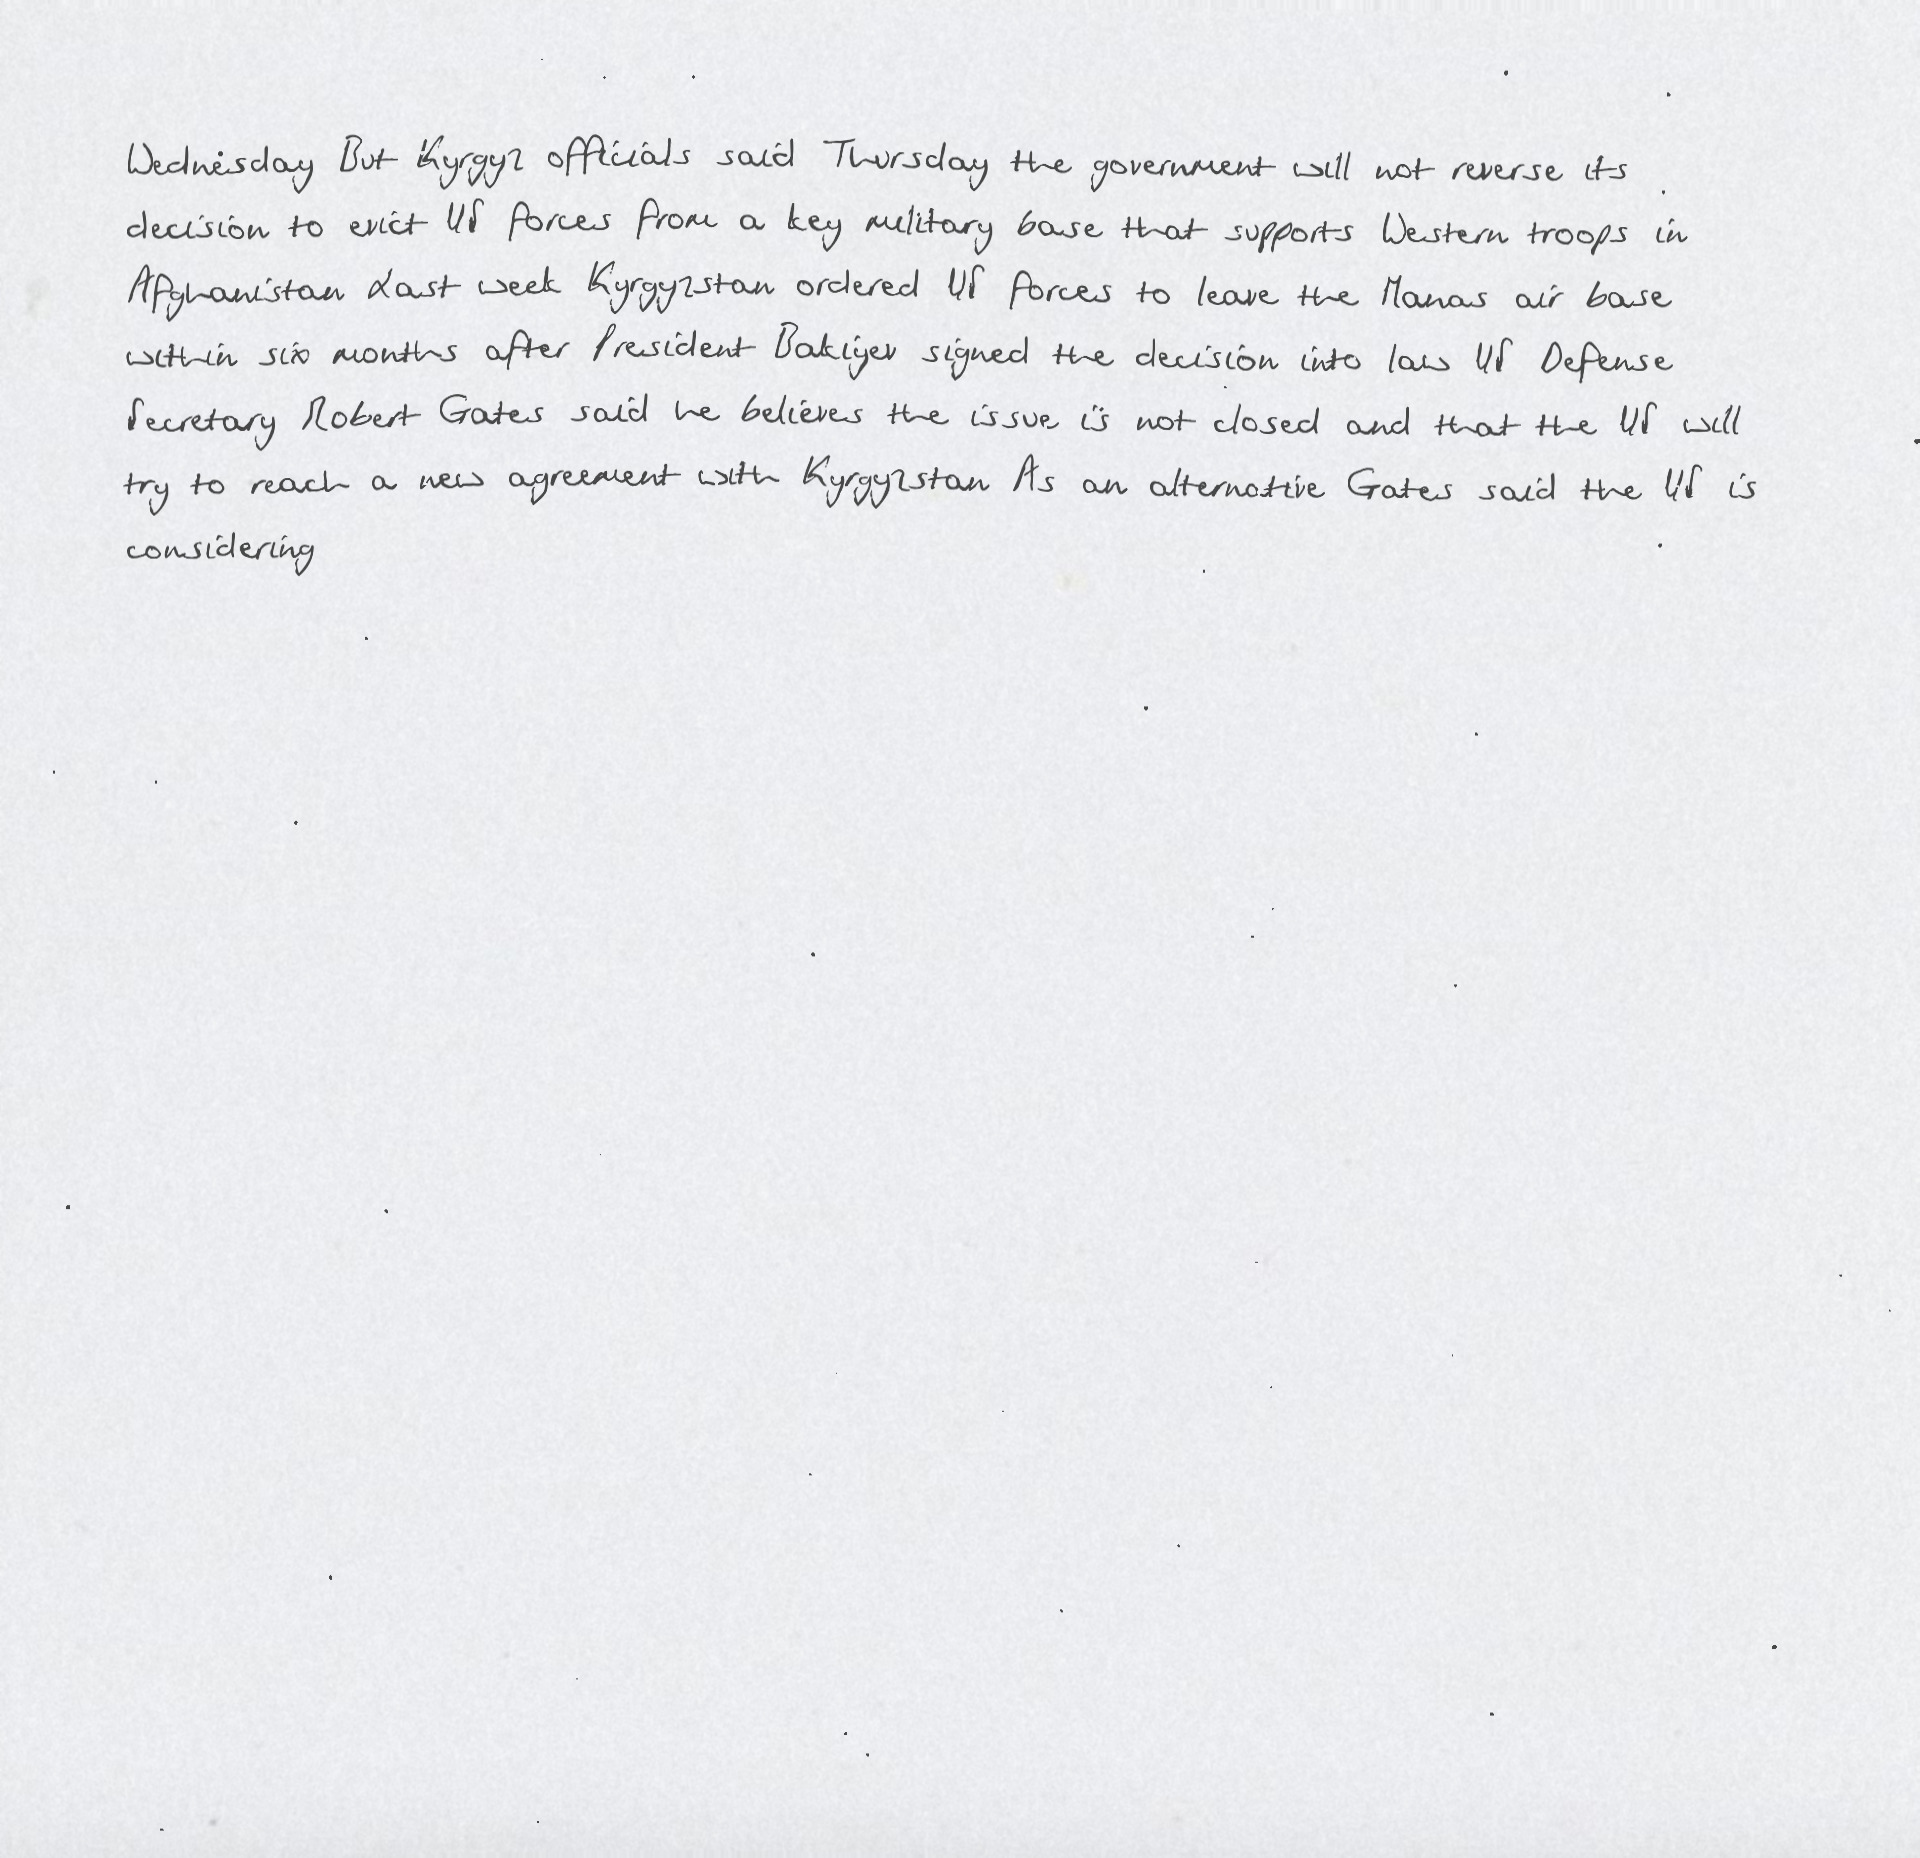 Wednesday But Kyrgyz officials said Thursday the government will not reverse its
decision to evict US forces from a key military base that supports Western troops in
Afghanistan Last week Kyrgyzstan ordered US forces to leave the Manas air base
within six months after President Bakiyev signed the decision into law US Defense
Secretary Robert Gates said he believes the issue is not closed and that the US will
try to reach a new agreement with Kyrgyzstan As an alternative Gates said the US is
considering